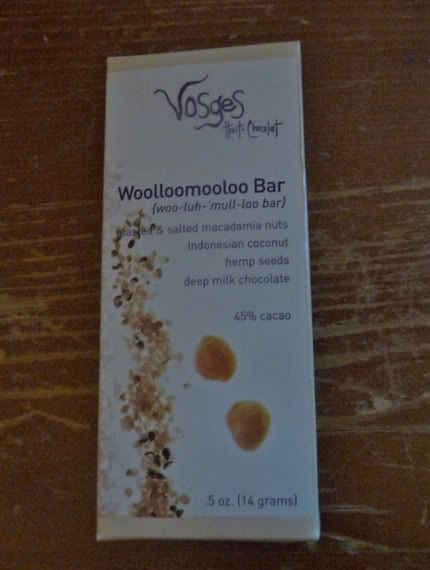 Vosges
Haut-Chocolat
Woolloomooloo Bar
{woo-luh-'mull-loo bar}
roasted & salted macadamia nuts
Indonesian coconut
hemp seeds
deep milk chocolate
45% cacao
.5 oz. (14 grams)